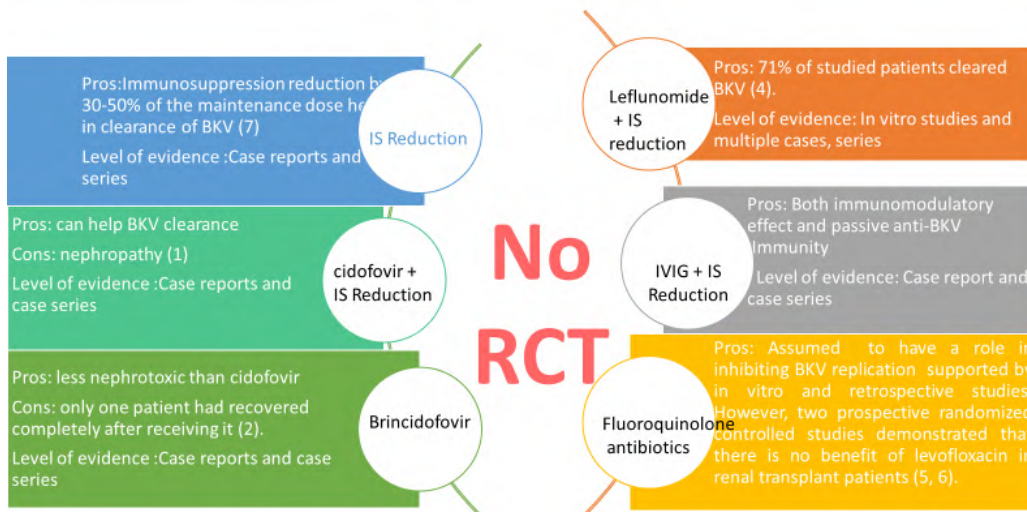 Pros:Immunosuppression reduction b
30-50% of the maintenance dose he
in clearance of BKV (7)
Level of evidence :Case reports and
series
IS Reduction
Pros: can help BKV clearance
Cons: nephropathy (1)
Level of evidence :Case reports and
case series
cidofovir +
IS Reduction
Pros: less nephrotoxic than cidofovir
Cons: only one patient had recovered
completely after receiving it (2).
Level of evidence :Case reports and case
series
Brincidofovir
No
RCT
Leflunomide
+ IS
reduction
Pros: 71% of studied patients cleared
BKV (4).
Level of evidence: In vitro studies and
multiple cases, series
IVIG + IS
Reduction
Pros: Both immunomodulatory
effect and passive anti-BKV
Immunity
Level of evidence: Case report and
case series
Fluoroquinolone
antibiotics
Pros: Assumed to have a role in
inhibiting BKV replication supported by
in vitro and retrospective studies.
However, two prospective randomized
controlled studies demonstrated that
there is no benefit of levofloxacin in
renal transplant patients (5, 6).